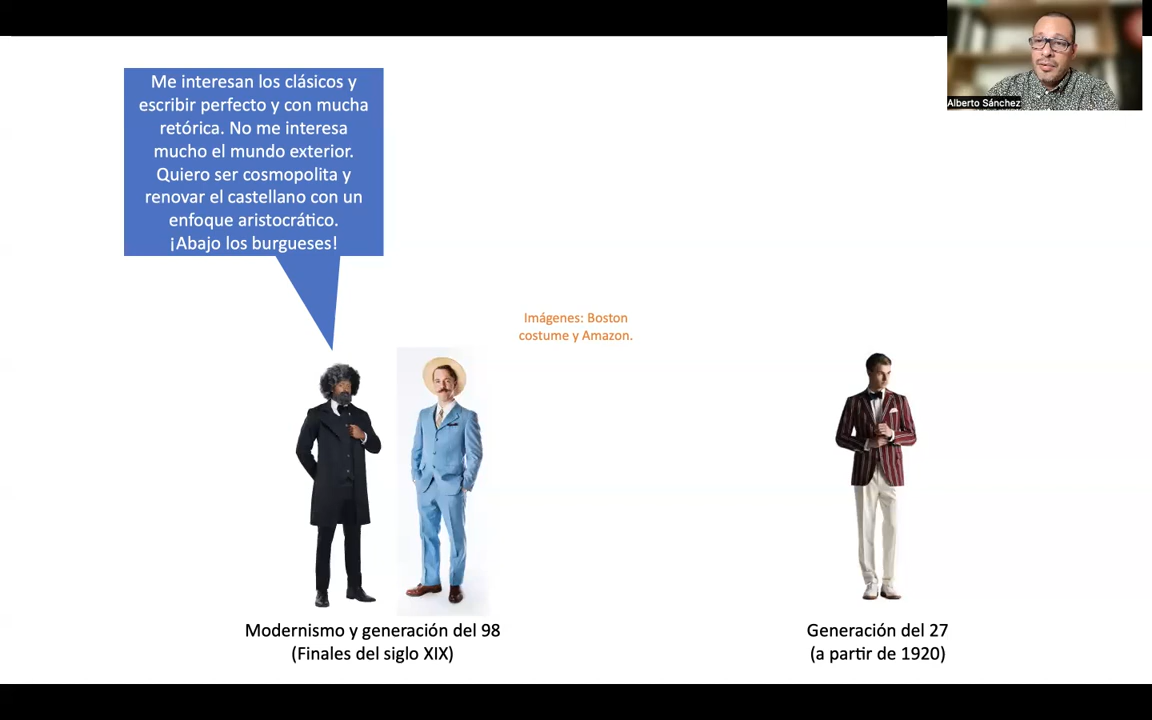 Alberto Sánchez
Me interesan los clásicos y
escribir perfecto y con mucha
retórica. No me interesa
mucho el mundo exterior.
Quiero ser cosmopolita y
renovar el castellano con un
enfoque aristocrático.
¡Abajo los burgueses!
Imágenes: Boston
costume y Amazon.
Modernismo y generación del 98
(Finales del siglo XIX)
Generación del 27
(a partir de 1920)